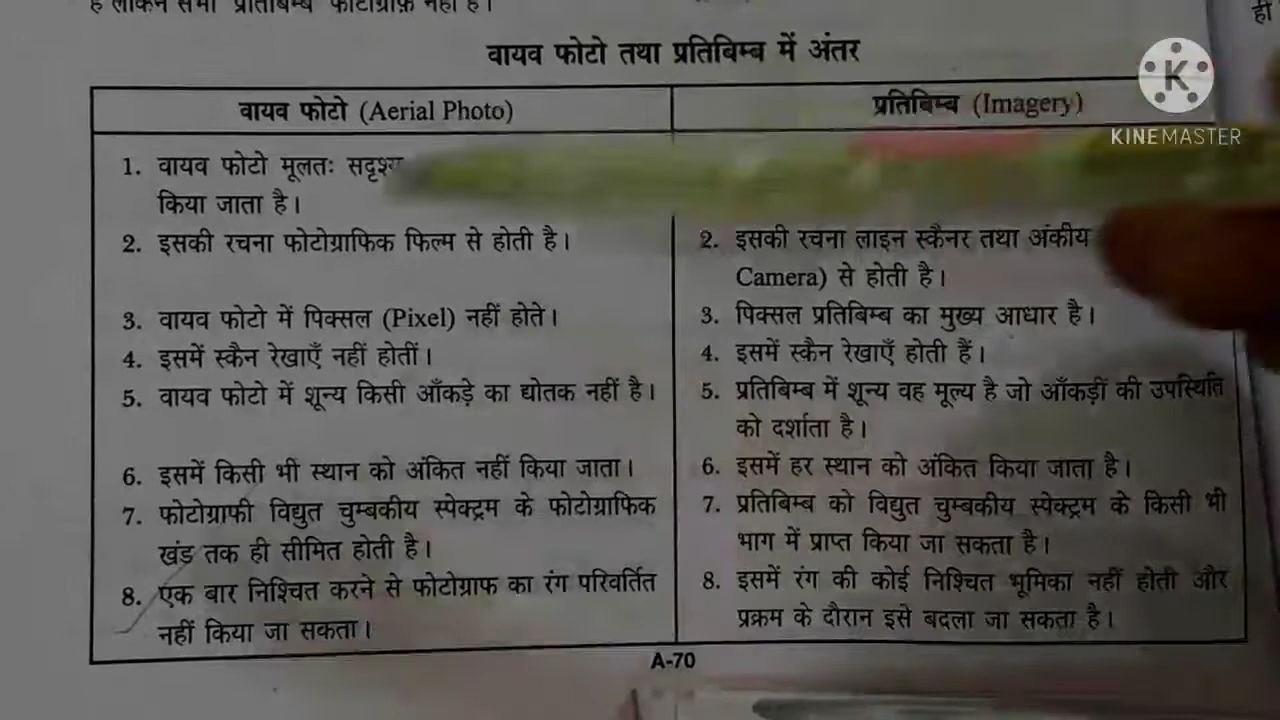 वायव फोटो तथा प्रतिबिम्ब में अंतर
वायव फोटो (Aerial Photo)
प्रतिबिम्ब (Imagery)
1. वायव फोटो मूलतः सदृश्य
किया जाता है।
2. इसकी रचना फोटोग्राफिक फिल्म से होती है।
3. वायव फोटो में पिक्सल (Pixel) नहीं होते।
4. इसमें स्कैन रेखाएँ नहीं होतीं।
5. वायव फोटो में शून्य किसी आँकड़े का द्योतक नहीं है।
6. इसमें किसी भी स्थान को अंकित नहीं किया जाता।
7. फोटोग्राफी विद्युत चुम्बकीय स्पेक्ट्रम के फोटोग्राफिक
खंड तक ही सीमित होती है।
8. एक बार निश्चित करने से फोटोग्राफ का रंग परिवर्तित
नहीं किया जा सकता।
2. इसकी रचना लाइन स्कैनर तथा अंकीय
Camera) से होती है।
3. पिक्सल प्रतिबिम्ब का मुख्य आधार है।
4. इसमें स्कैन रेखाएँ होती हैं।
5. प्रतिबिम्ब में शून्य वह मूल्य है जो आँकड़ों की उपस्थिति
को दर्शाता है।
6. इसमें हर स्थान को अंकित किया जाता है।
7. प्रतिबिम्ब को विद्युत चुम्बकीय स्पेक्ट्रम के किसी भी
भाग में प्राप्त किया जा सकता है।
8. इसमें रंग की कोई निश्चित भूमिका नहीं होती और
प्रक्रम के दौरान इसे बदला जा सकता है।
A-70
K
KINEMASTER
ही